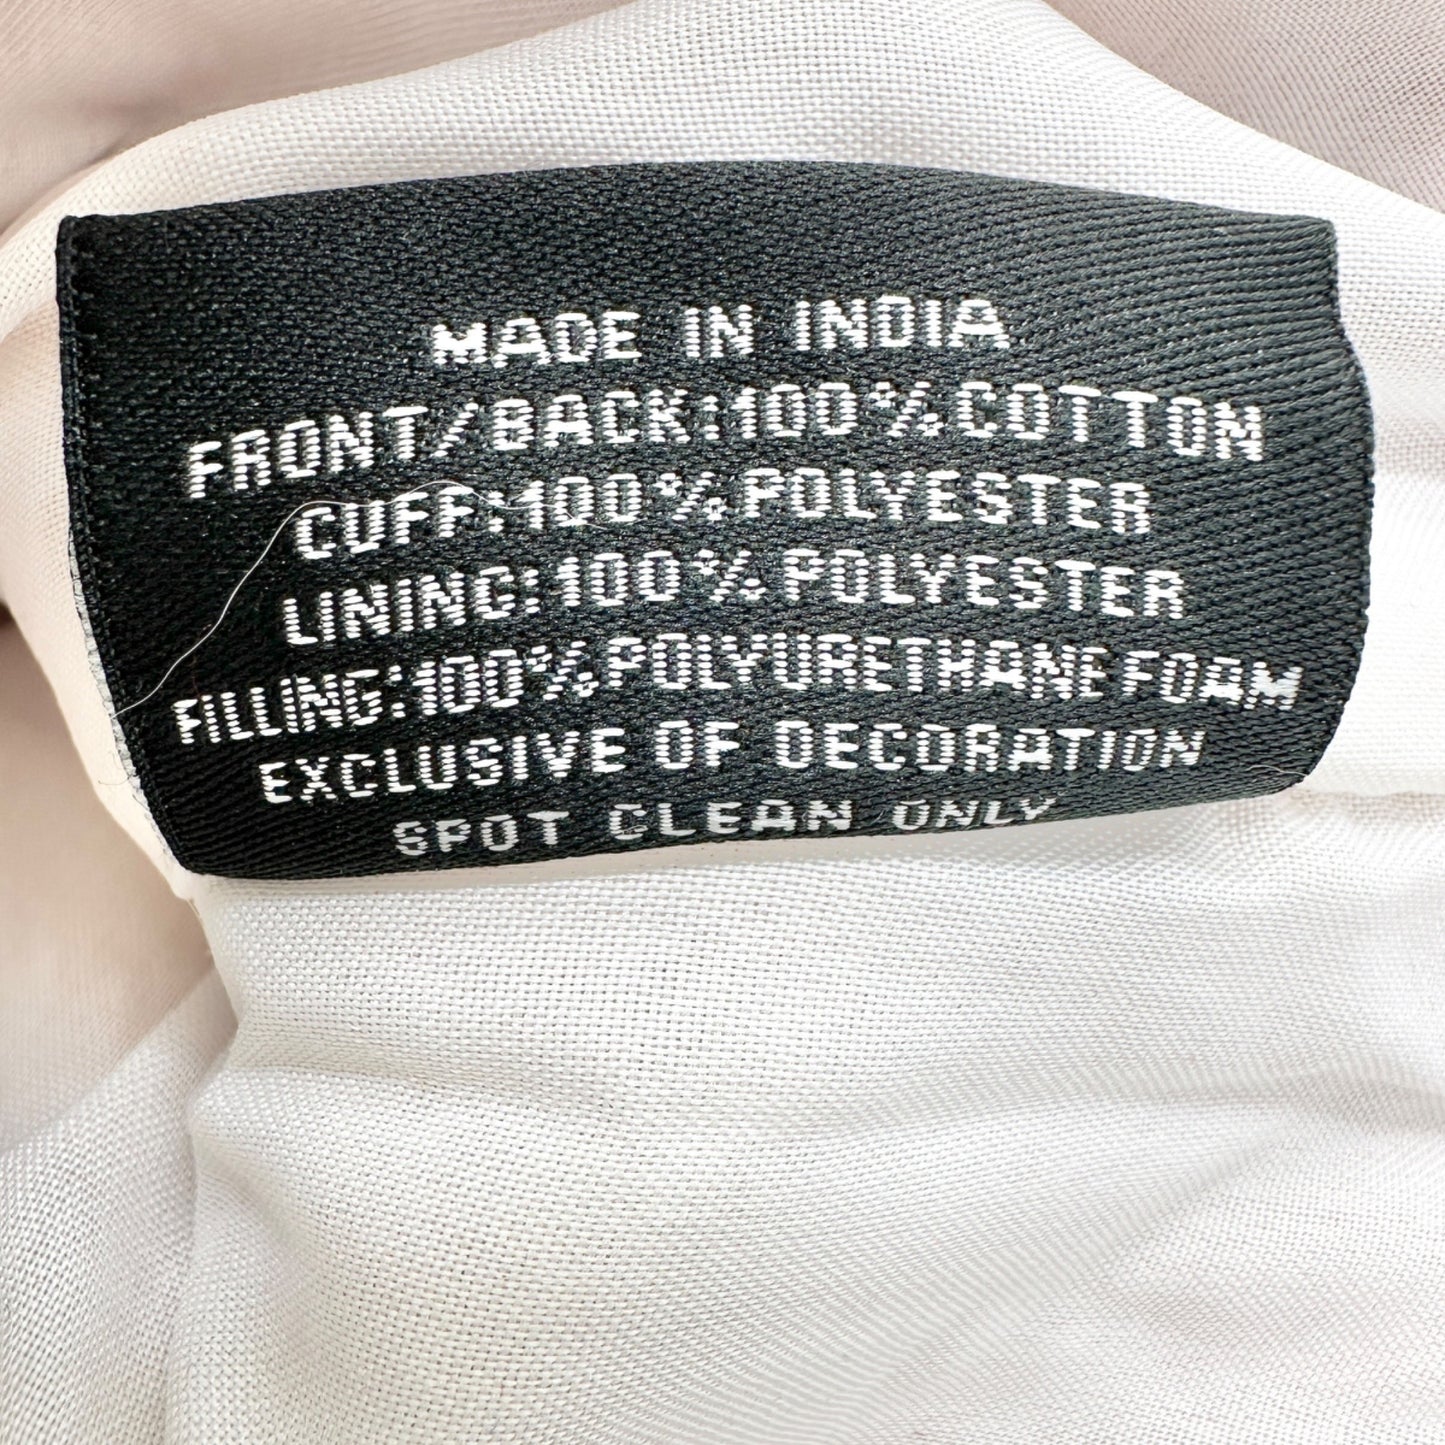 MADE IN INDIA
FRONT/BACK:100%COTTON
CUFF:100%POLYESTER
LINING:100%POLYESTER
FILLING:100%POLYURETHANE FOAM
EXCLUSIVE OF DECORATION
SPOT CLEAN ONLY